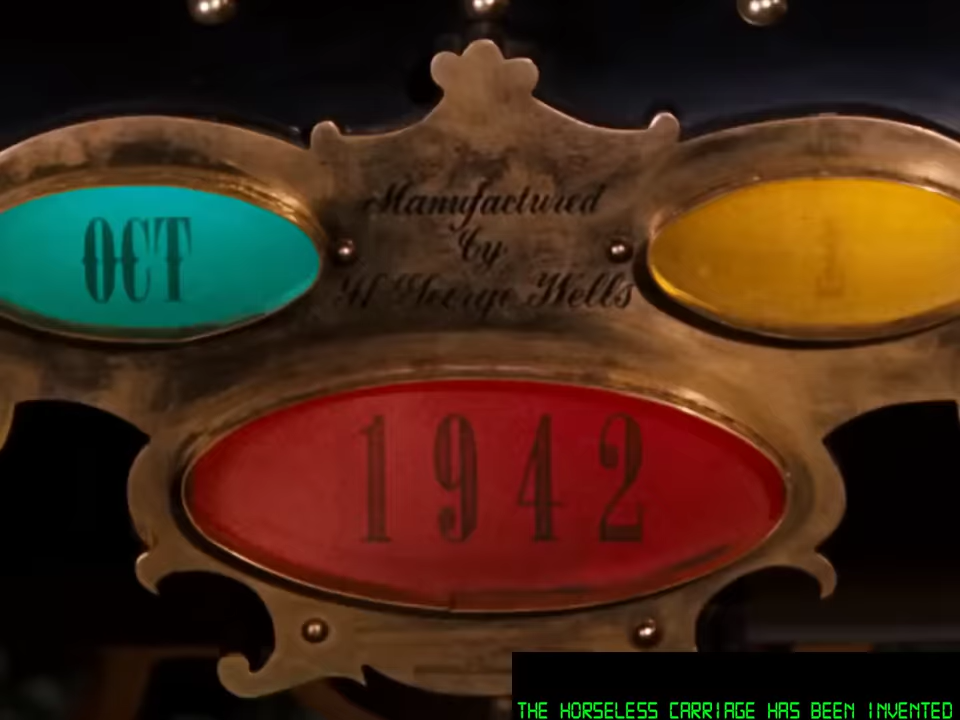 Manufactured
by
H George Wells
OCT
1942
THE HORSELESS CARRIAGE HAS BEEN INVENTED